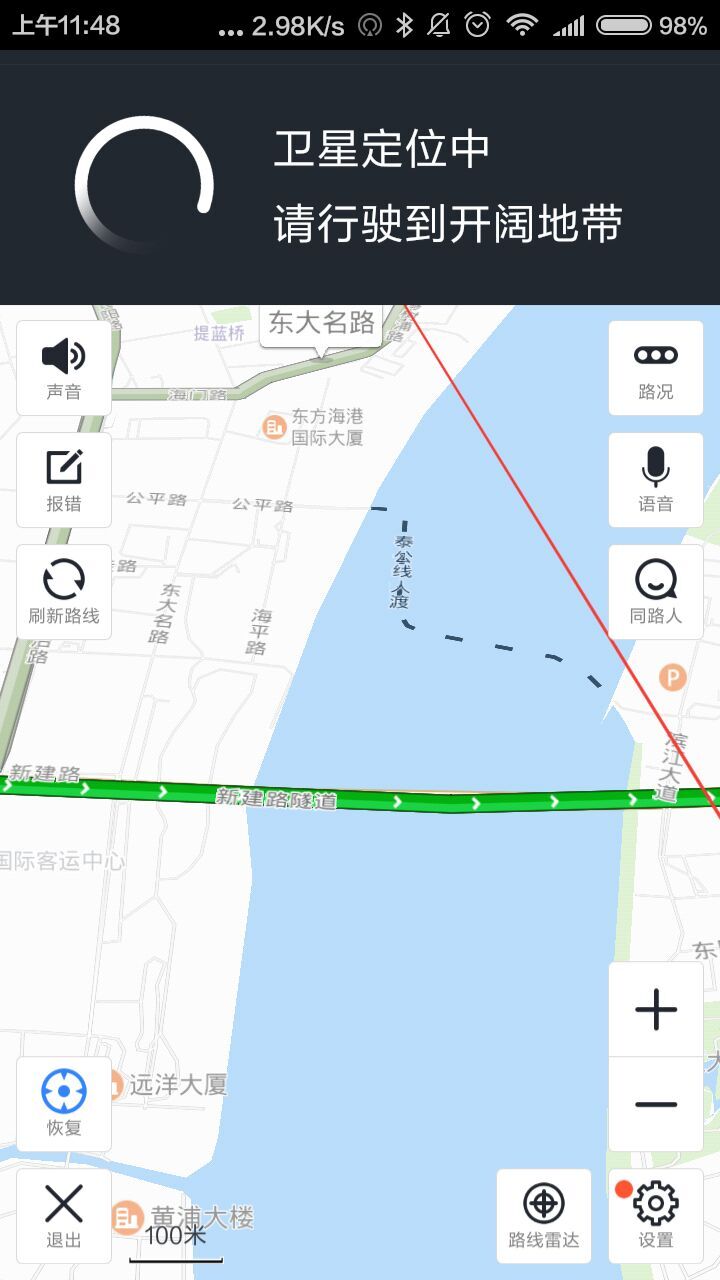 上午11:48
... 2.98K/s
98%
卫星定位中
请行驶到开阔地带
提篮桥
东大名路
声音
海门路
东方海港
国际大厦
路况
报错
公平路
公平路
语音
泰公线人渡
刷新路线
东大名路
海平路
同路人
P
滨江大道
新建路
新建路隧道
国际客运中心
恢复
远洋大厦
退出
黄浦大楼
100米
路线雷达
设置